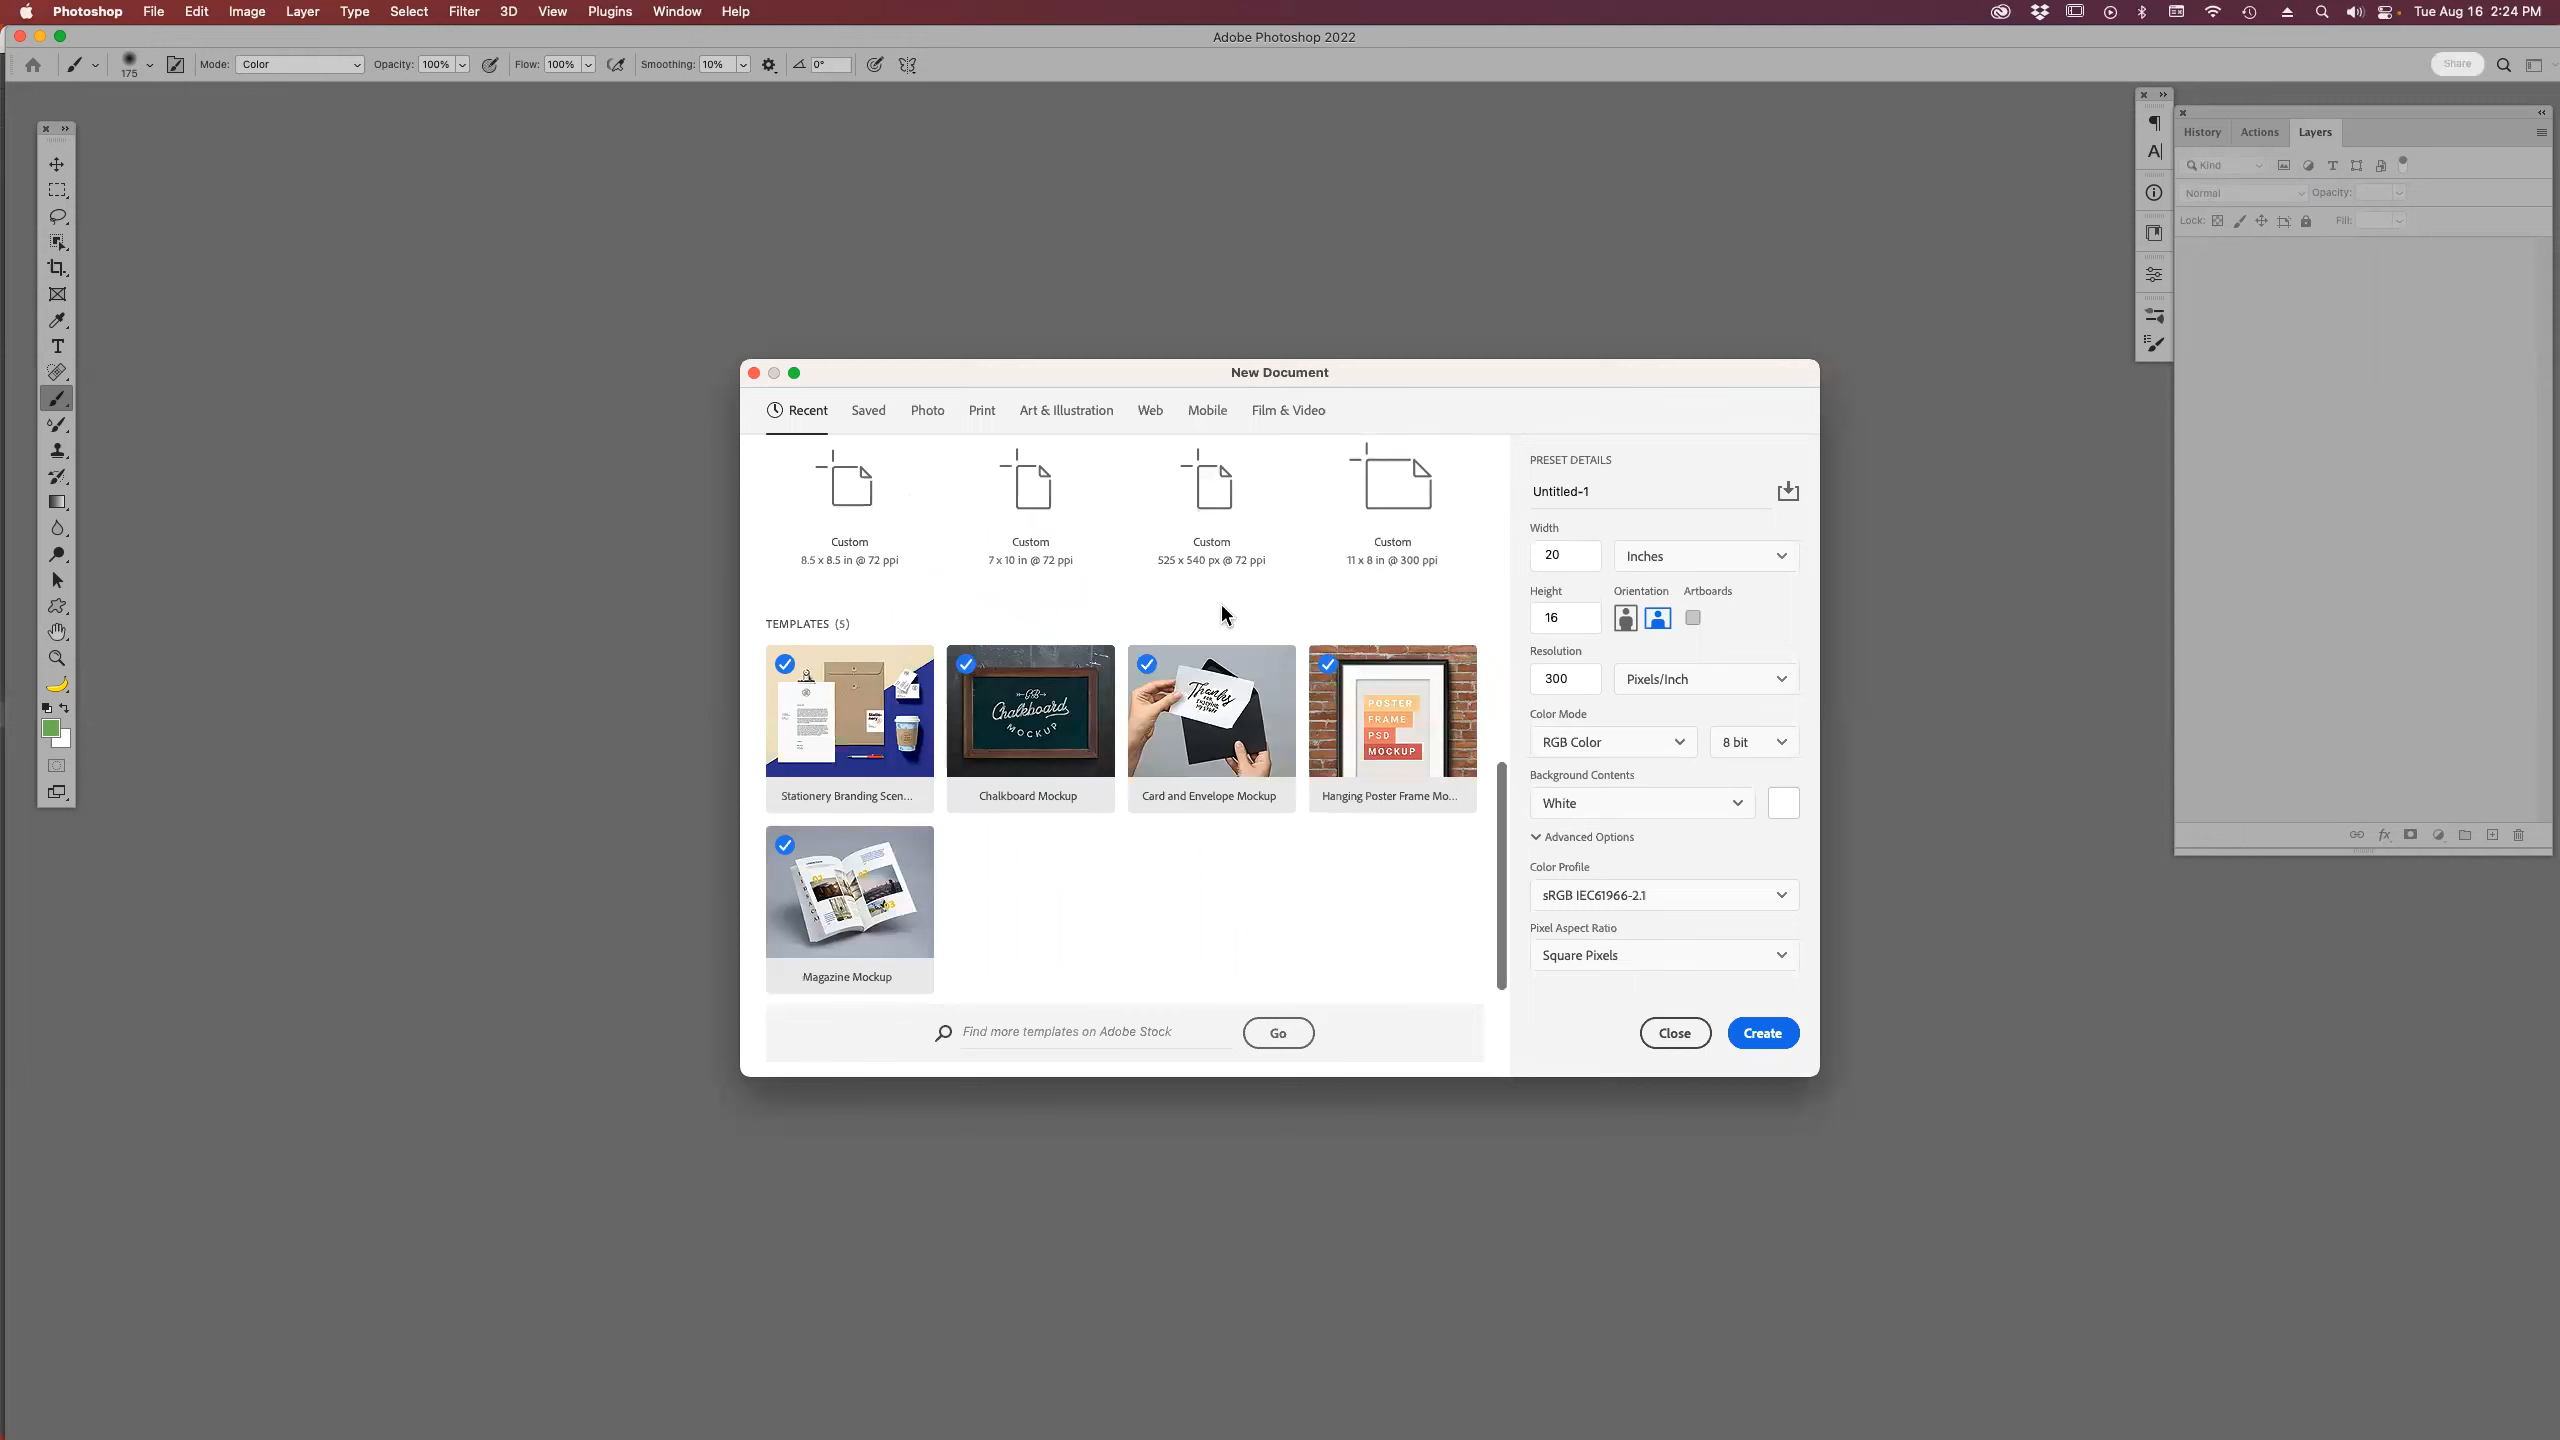 Photoshop File Edit Image Layer Type Select Filter 3D View Plugins Window Help Tue Aug 16 2:24 PM
Adobe Photoshop 2022
175 Mode: Color Opacity: 100% Flow: 100% Smoothing: 10% 0° Share
History Actions Layers
Kind
Normal Opacity:
Lock: Fill:
New Document
Recent Saved Photo Print Art & Illustration Web Mobile Film & Video
Custom Custom Custom Custom
8.5 x 8.5 in @ 72 ppi 7 x 10 in @ 72 ppi 525 x 540 px @ 72 ppi 11 x 8 in @ 300 ppi
TEMPLATES (5)
Chalkboard
MOCKUP
Thanks
POSTER
FRAME
PSD
MOCKUP
Stationery Branding Scen... Chalkboard Mockup Card and Envelope Mockup Hanging Poster Frame Mo...
Magazine Mockup
Find more templates on Adobe Stock Go
PRESET DETAILS
Untitled-1
Width
20 Inches
Height Orientation Artboards
16
Resolution
300 Pixels/Inch
Color Mode
RGB Color 8 bit
Background Contents
White
Advanced Options
Color Profile
sRGB IEC61966-2.1
Pixel Aspect Ratio
Square Pixels
Close Create